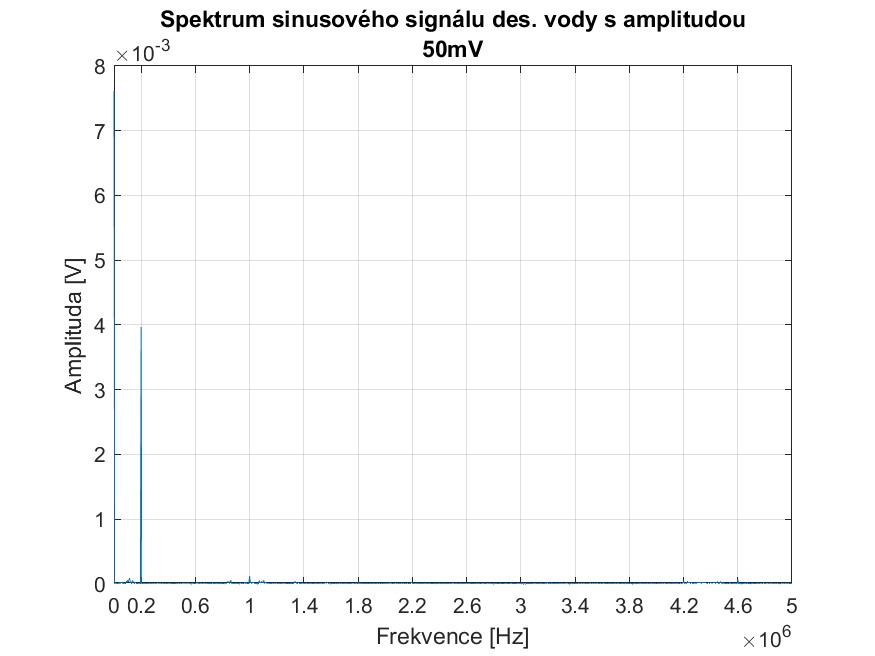 Spektrum sinusového signálu des. vody s amplitudou
50mV
×10-3
8
7
6
5
4
3
2
1
0
Amplituda [V]
0 0.2 0.6 1 1.4 1.8 2.2 2.6 3 3.4 3.8 4.2 4.6 5
Frekvence [Hz]
×106